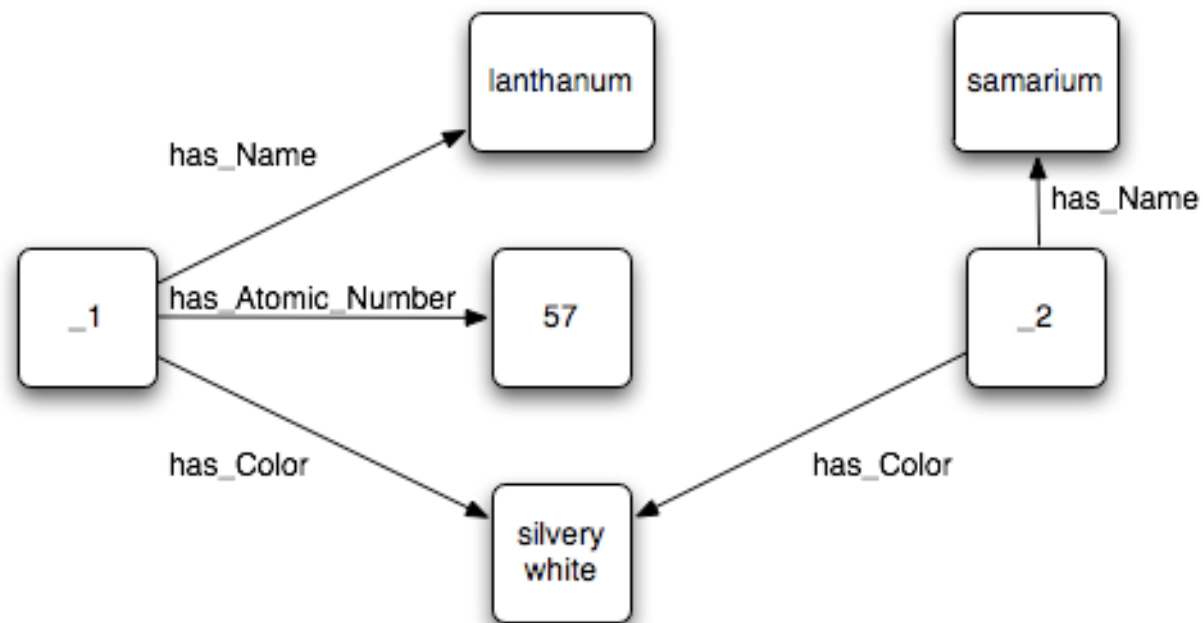 lanthanum
samarium
has_Name
has_Name
has_Atomic_Number
_1
57
_2
has_Color
has_Color
silvery
white